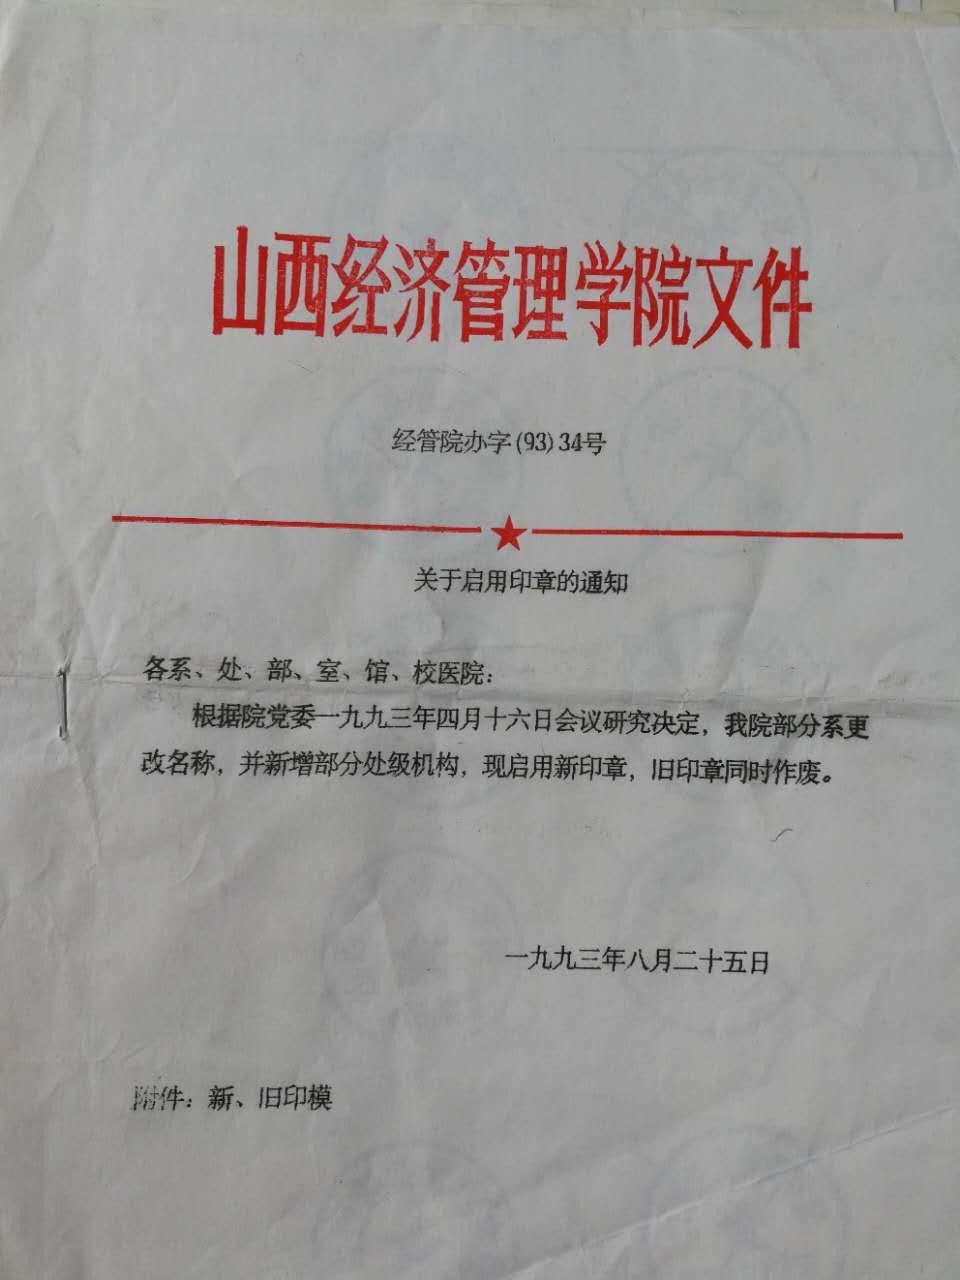 山西经济管理学院文件
经管院办字(93)34号
关于启用印章的通知
各系、处、部、室、馆、校医院：
根据院党委一九九三年四月十六日会议研究决定，我院部分系更
改名称，并新增部分处级机构，现启用新印章，旧印章同时作废。
一九九三年八月二十五日
附件：新、旧印模